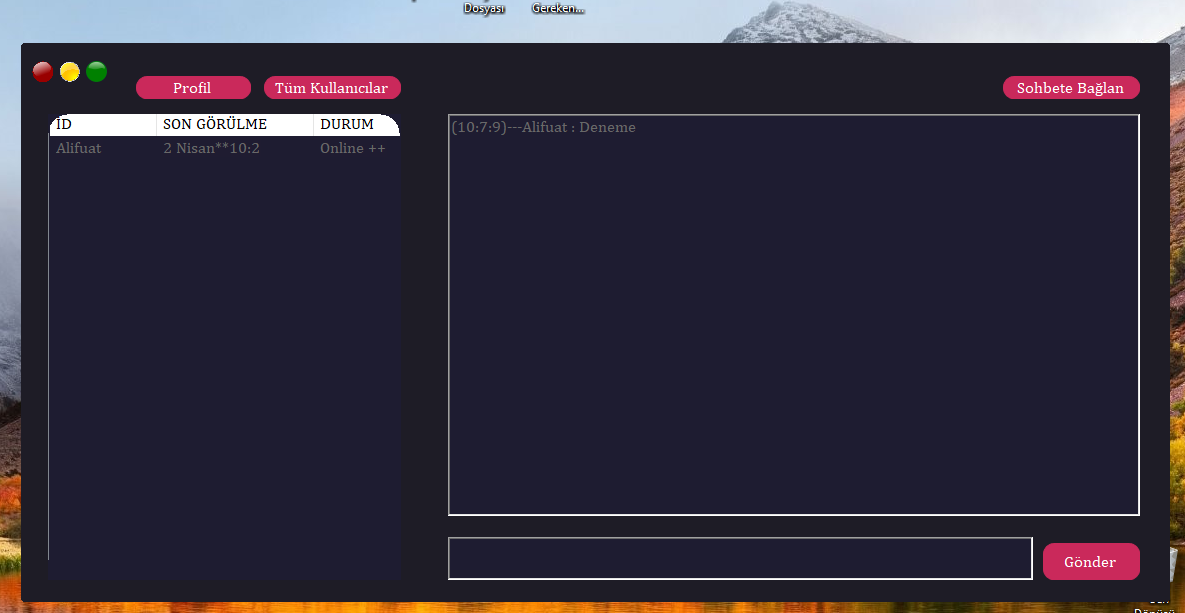 Dosyası
Gereken...
Profil
Tüm Kullanıcılar
Sohbete Bağlan
İD
SON GÖRÜLME
DURUM
Alifuat
2 Nisan**10:2
Online ++
(10:7:9)---Alifuat : Deneme
Gönder